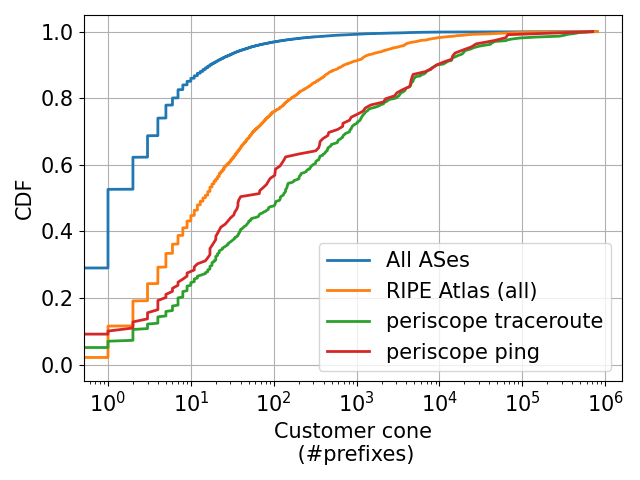 1.0
0.8
0.6
0.4
0.2
0.0
CDF
All ASes
RIPE Atlas (all)
periscope traceroute
periscope ping
10⁰ 10¹ 10² 10³ 10⁴ 10⁵ 10⁶
Customer cone
(#prefixes)